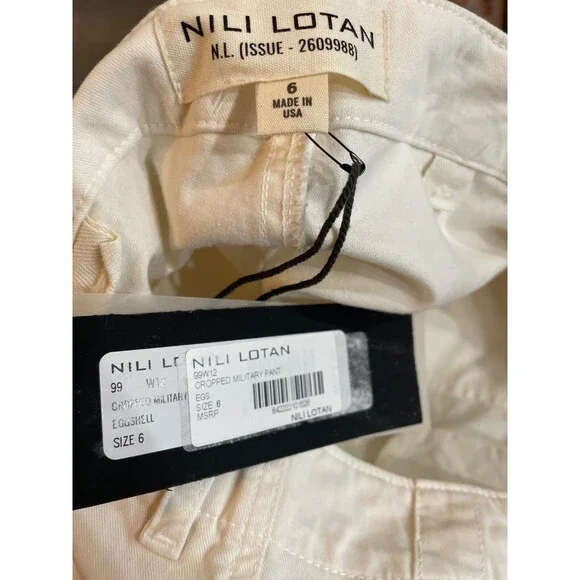 NILI LOTAN
N.L. (ISSUE - 2609988)
6
MADE IN
USA
NILI
99 W12
CROPPED MILITARY
EGGSHELL
SIZE 6
NILI LOTAN
99W12
CROPPED MILITARY PANT
EGS
SIZE 6
MSRP
NILI LOTAN